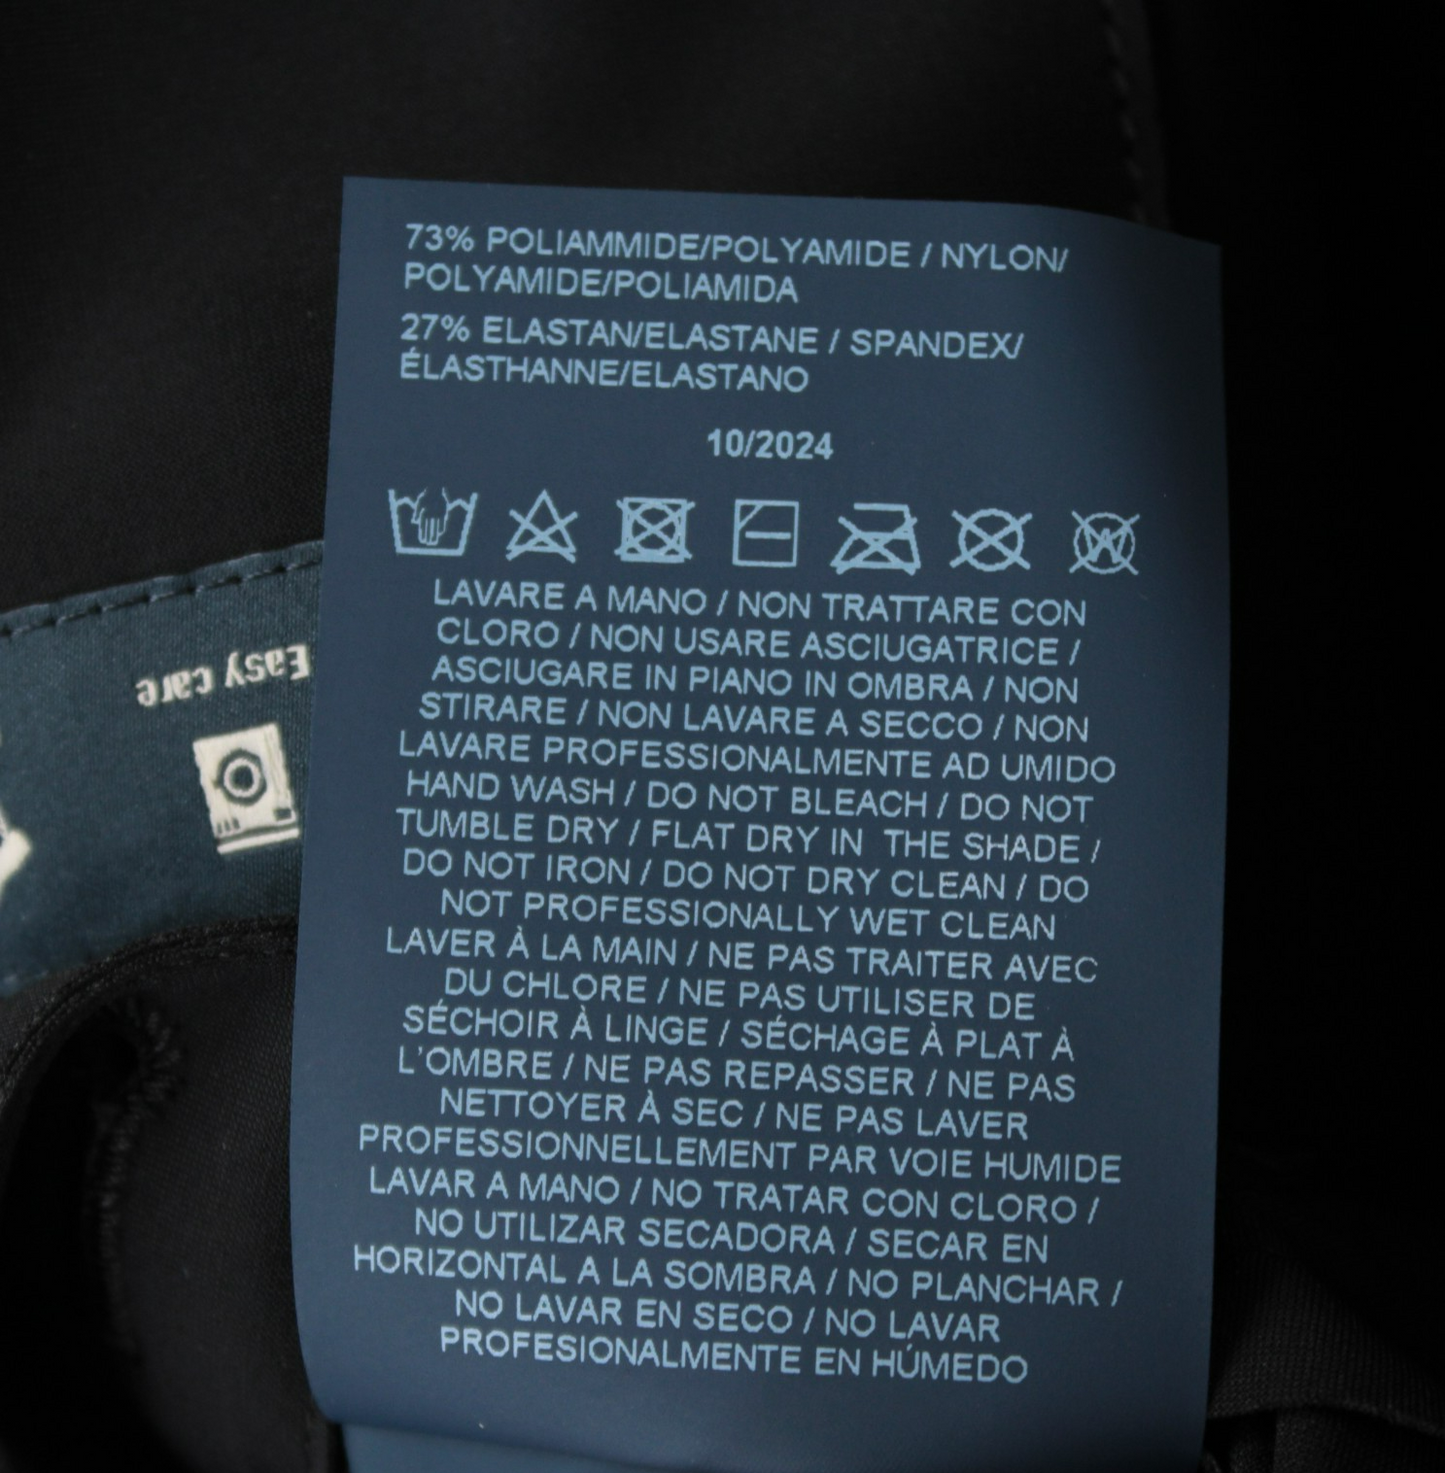 73% POLIAMMIDE/POLYAMIDE / NYLON/
POLYAMIDE/POLIAMIDA
27% ELASTAN/ELASTANE / SPANDEX/
ÉLASTHANNE/ELASTANO
10/2024
LAVARE A MANO / NON TRATTARE CON
CLORO / NON USARE ASCIUGATRICE /
ASCIUGARE IN PIANO IN OMBRA / NON
STIRARE / NON LAVARE A SECCO / NON
LAVARE PROFESSIONALMENTE AD UMIDO
HAND WASH / DO NOT BLEACH / DO NOT
TUMBLE DRY / FLAT DRY IN THE SHADE /
DO NOT IRON / DO NOT DRY CLEAN / DO
NOT PROFESSIONALLY WET CLEAN
LAVER À LA MAIN / NE PAS TRAITER AVEC
DU CHLORE / NE PAS UTILISER DE
SÉCHOIR À LINGE / SÉCHAGE À PLAT À
L'OMBRE / NE PAS REPASSER / NE PAS
NETTOYER À SEC / NE PAS LAVER
PROFESSIONNELLEMENT PAR VOIE HUMIDE
LAVAR A MANO / NO TRATAR CON CLORO /
NO UTILIZAR SECADORA / SECAR EN
HORIZONTAL A LA SOMBRA / NO PLANCHAR /
NO LAVAR EN SECO / NO LAVAR
PROFESIONALMENTE EN HÚMEDO
Easy care
W